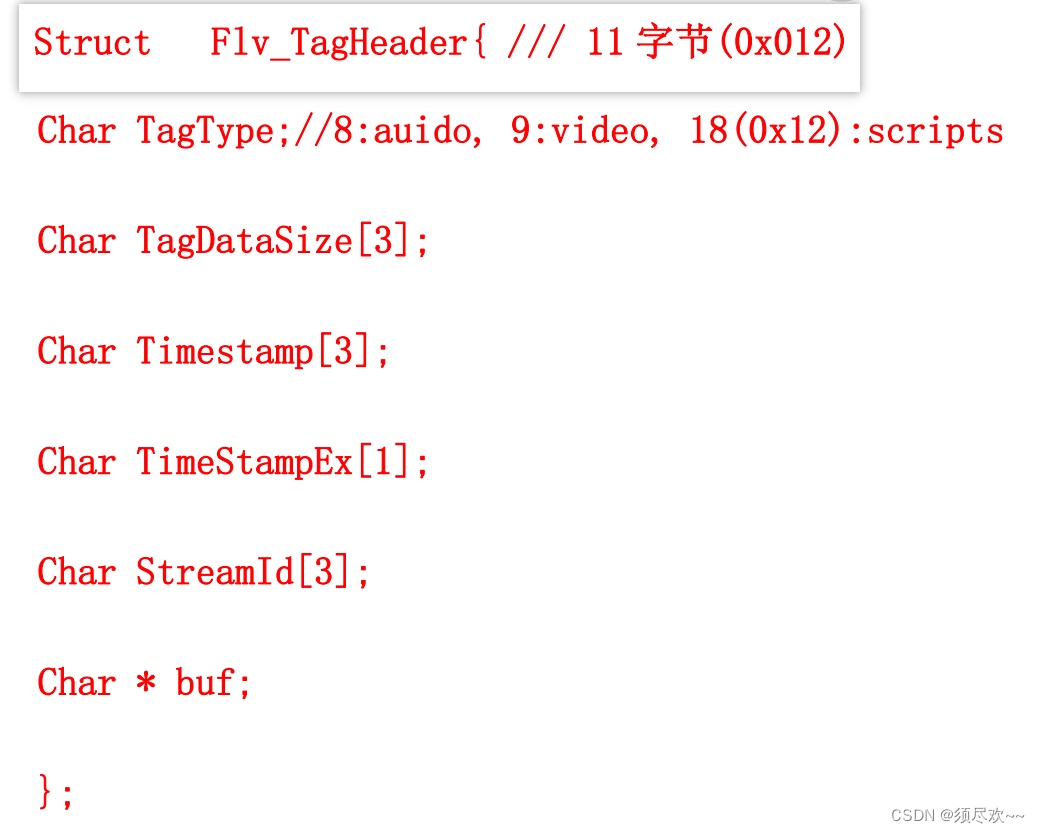 Struct Flv_TagHeader{ /// 11 字节(0x012)
Char TagType;//8:auido, 9:video, 18(0x12):scripts
Char TagDataSize[3];
Char Timestamp[3];
Char TimeStampEx[1];
Char StreamId[3];
Char * buf;
};
CSDN @须尽欢~~